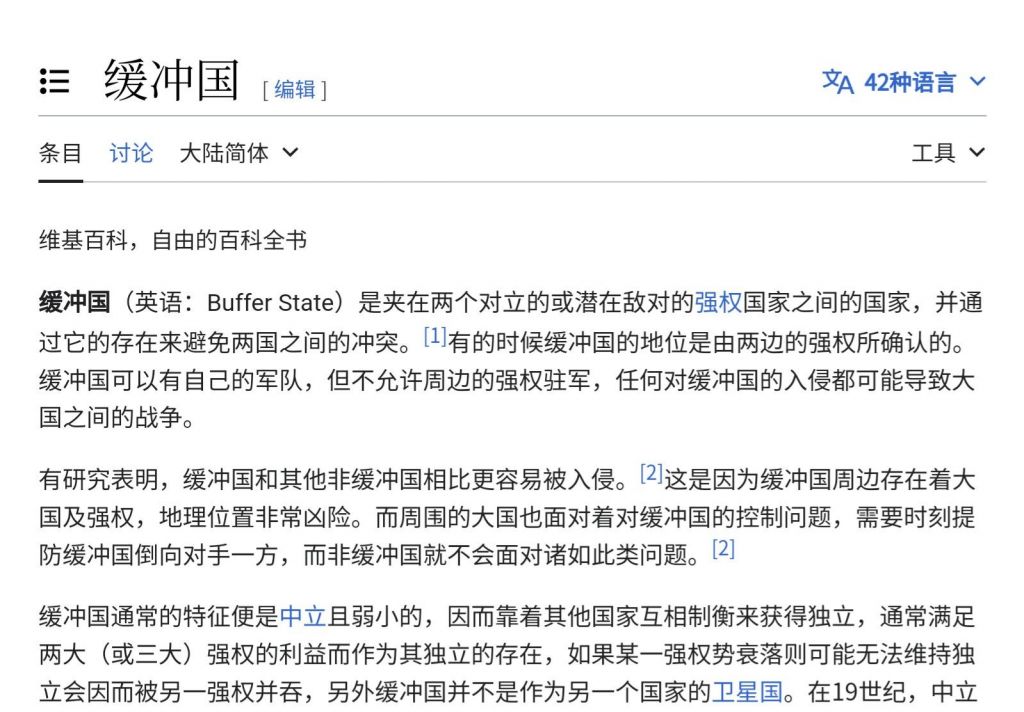 缓冲国 [ 编辑 ] 文A 42种语言
条目 讨论 大陆简体 工具
维基百科，自由的百科全书
缓冲国（英语：Buffer State）是夹在两个对立的或潜在敌对的强权国家之间的国家，并通
过它的存在来避免两国之间的冲突。[1]有的时候缓冲国的地位是由两边的强权所确认的。
缓冲国可以有自己的军队，但不允许周边的强权驻军，任何对缓冲国的入侵都可能导致大
国之间的战争。
有研究表明，缓冲国和其他非缓冲国相比更容易被入侵。[2]这是因为缓冲国周边存在着大
国及强权，地理位置非常凶险。而周围的大国也面对着对缓冲国的控制问题，需要时刻提
防缓冲国倒向对手一方，而非缓冲国就不会面对诸如此类问题。[2]
缓冲国通常的特征便是中立且弱小的，因而靠着其他国家互相制衡来获得独立，通常满足
两大（或三大）强权的利益而作为其独立的存在，如果某一强权势衰落则可能无法维持独
立会因而被另一强权并吞，另外缓冲国并不是作为另一个国家的卫星国。在19世纪，中立